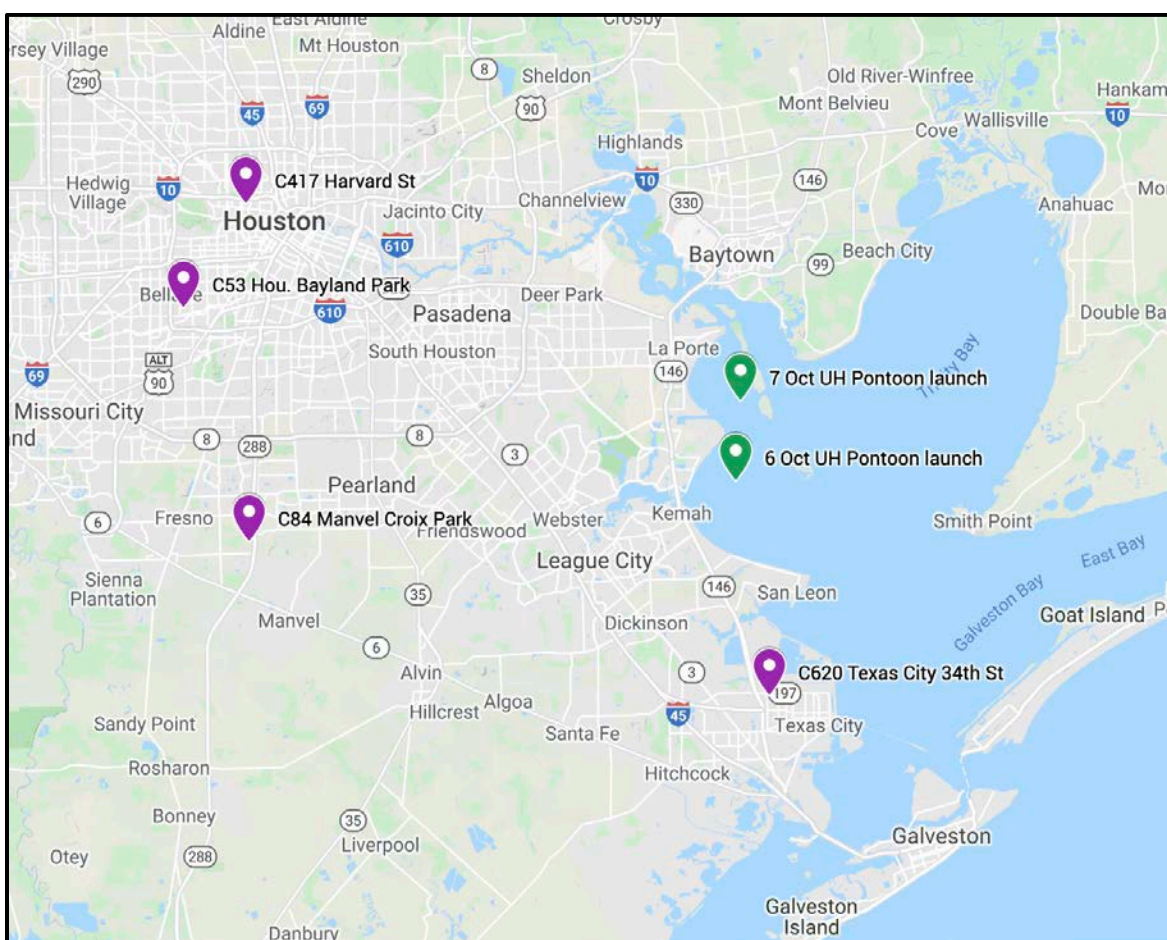 East Aldine
Aldine
Crosby
ersey Village
Mt Houston
8
Sheldon
290
45
69
90
Old River-Winfree
Mont Belvieu
Hankam
10
Wallisville
Cove
Highlands
Hedwig
Village
10
C417 Harvard St
10
146
Channelview
330
Anahuac
Houston
Jacinto City
610
Baytown
Beach City
99
C53 Hou. Bayland Park
Deer Park
610
Pasadena
Double Ba
South Houston
La Porte
146
ALT
90
69
7 Oct UH Pontoon launch
Trinity Bay
Missouri City
nd
8
288
8
3
6 Oct UH Pontoon launch
Pearland
C84 Manvel Croix Park
Fresno
6
Friendswood
Webster
Kemah
Smith Point
East Bay
League City
Sienna
Plantation
35
146
San Leon
Galveston Bay
Goat Island
Manvel
Dickinson
6
Alvin
3
C620 Texas City 34th St
197
Hillcrest
Algoa
45
Sandy Point
Santa Fe
Texas City
Rosharon
Hitchcock
Bonney
35
Galveston
Otey
288
Liverpool
Galveston
Island
Danbury